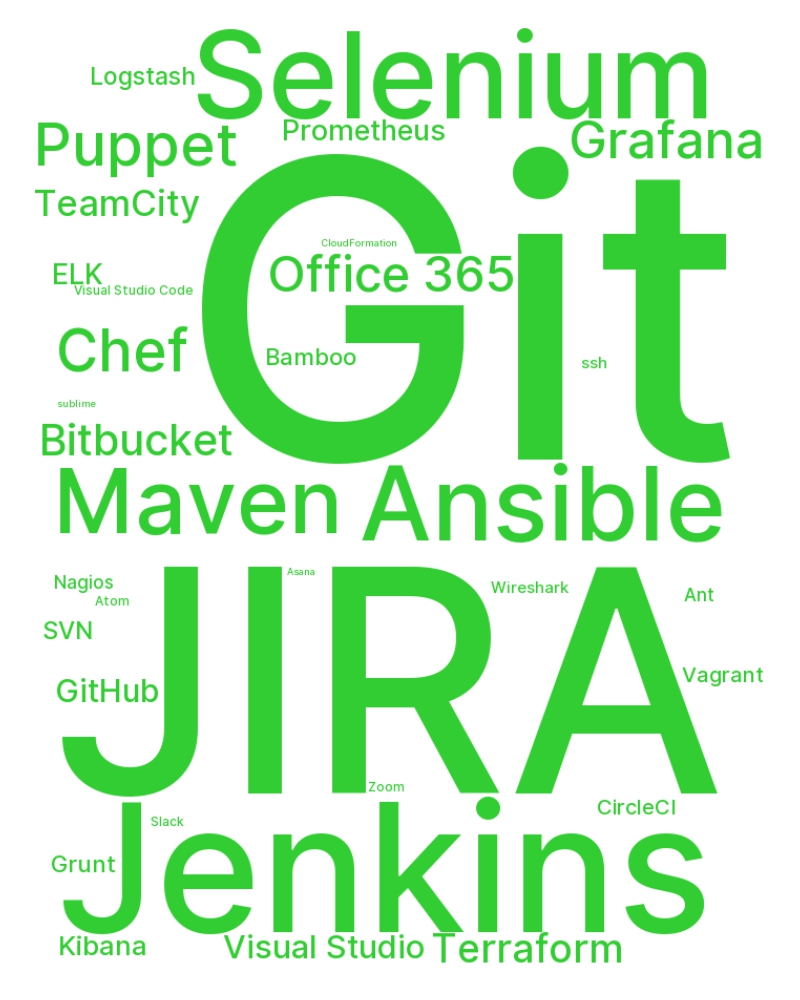 Selenium
Logstash
Prometheus
Puppet
Grafana
TeamCity
Git
CloudFormation
Office 365
ELK
Visual Studio Code
Chef
Bamboo
ssh
sublime
Bitbucket
Maven Ansible
JIRA
Asana
Nagios
Wireshark
Atom
Ant
SVN
Vagrant
GitHub
Zoom
CircleCI
Slack
Jenkins
Grunt
Kibana
Visual Studio
Terraform